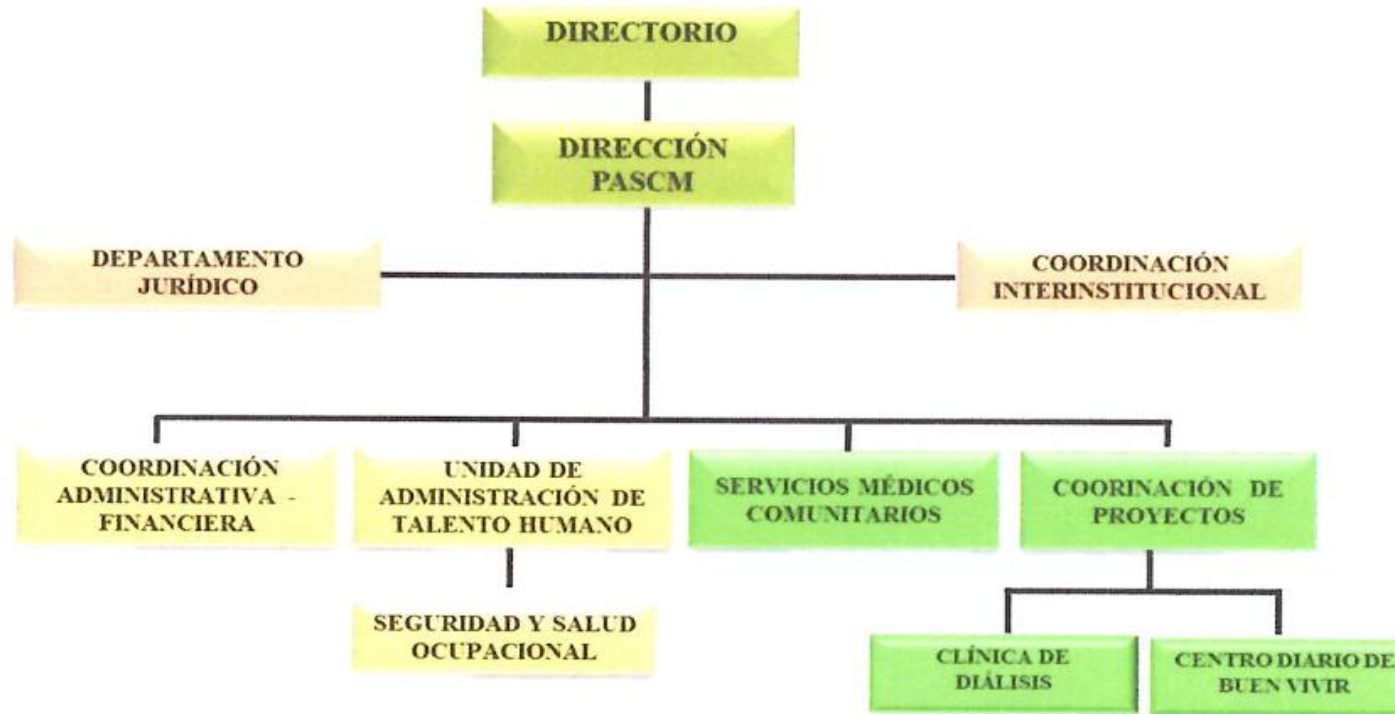 DIRECTORIO
DIRECCIÓN
PASCM
DEPARTAMENTO
JURÍDICO
COORDINACIÓN
INTERINSTITUCIONAL
COORDINACIÓN
ADMINISTRATIVA -
FINANCIERA
UNIDAD DE
ADMINISTRACIÓN DE
TALENTO HUMANO
SERVICIOS MÉDICOS
COMUNITARIOS
COORINACIÓN DE
PROYECTOS
SEGURIDAD Y SALUD
OCUPACIONAL
CLÍNICA DE
DIÁLISIS
CENTRO DIARIO DE
BUEN VIVIR